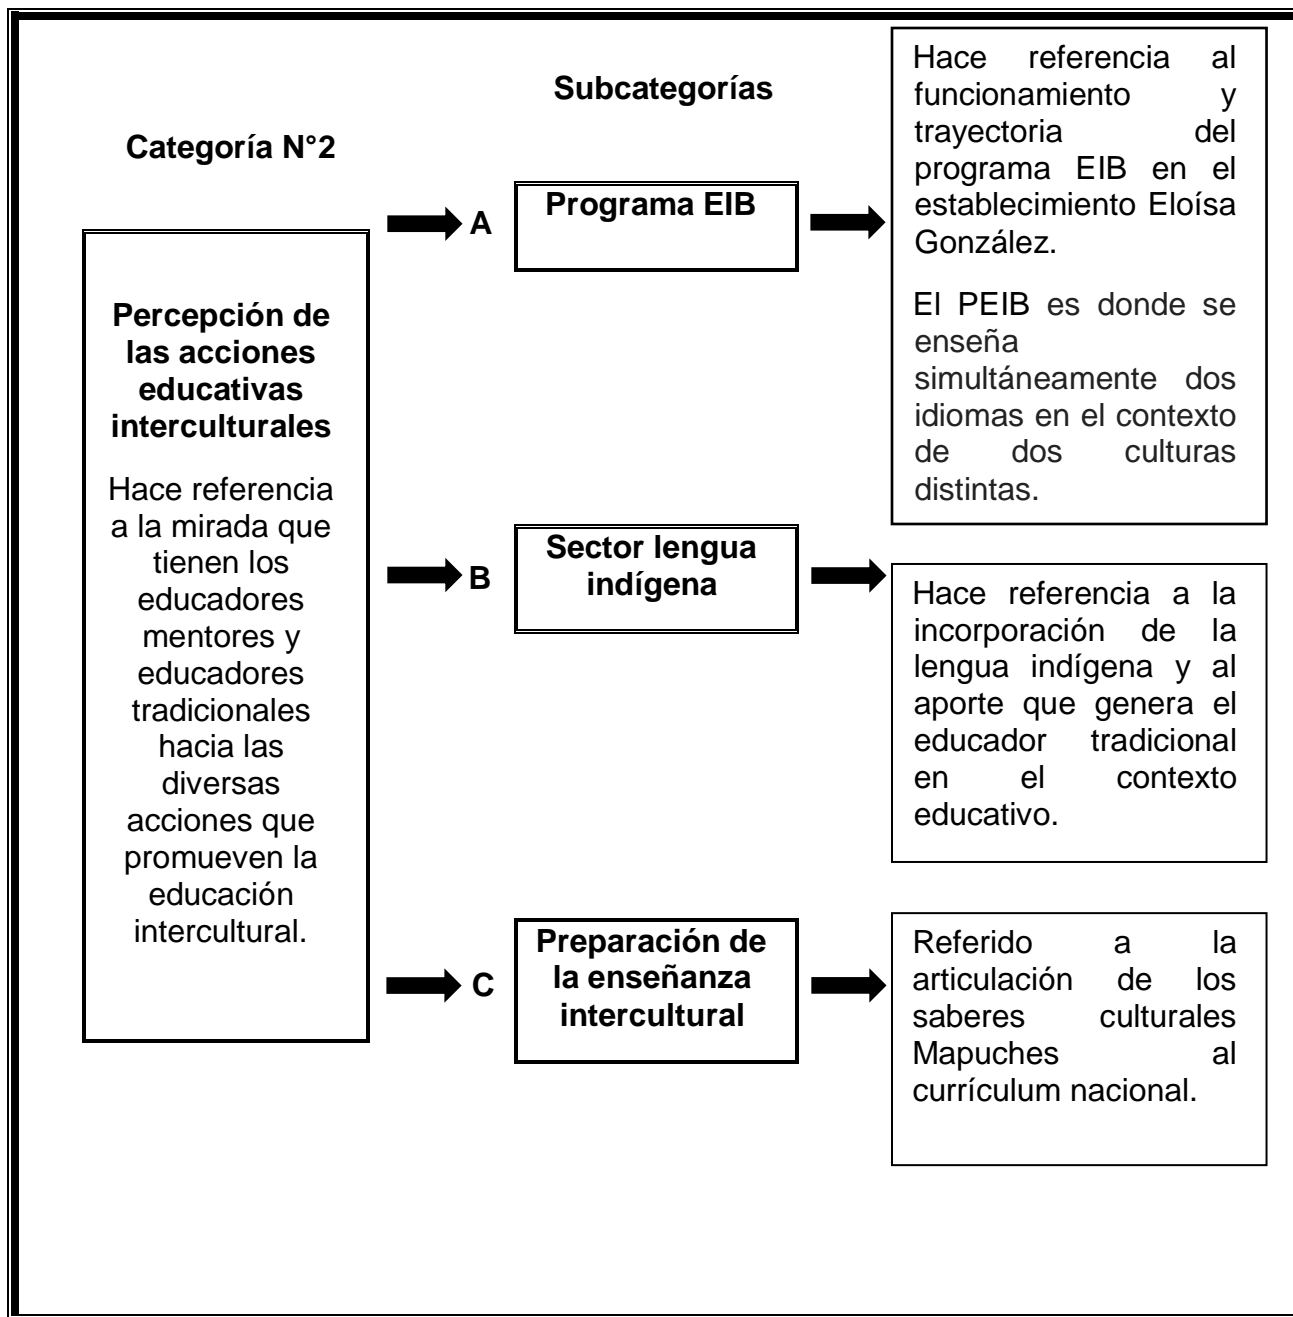 Subcategorías
Categoría N°2
Percepción de
las acciones
educativas
interculturales
Hace referencia
a la mirada que
tienen los
educadores
mentores y
educadores
tradicionales
hacia las
diversas
acciones que
promueven la
educación
intercultural.
A
Programa EIB
Hace referencia al
funcionamiento y
trayectoria del
programa EIB en el
establecimiento Eloísa
González.
El PEIB es donde se
enseña
simultáneamente dos
idiomas en el contexto
de dos culturas
distintas.
B
Sector lengua
indígena
Hace referencia a la
incorporación de la
lengua indígena y al
aporte que genera el
educador tradicional
en el contexto
educativo.
C
Preparación de
la enseñanza
intercultural
Referido a la
articulación de los
saberes culturales
Mapuches al
currículum nacional.